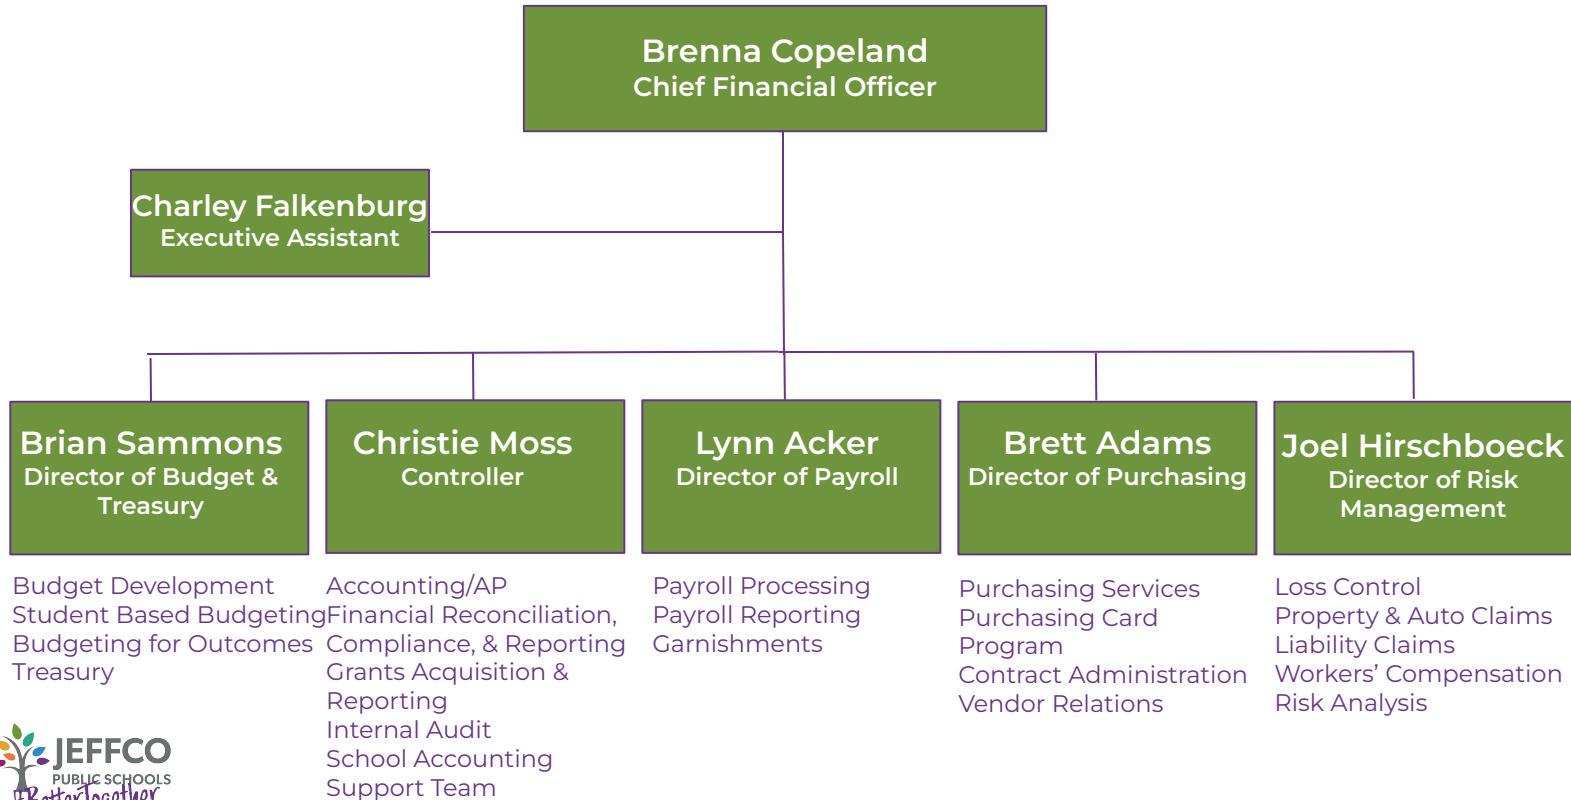 Brenna Copeland
Chief Financial Officer
Charley Falkenburg
Executive Assistant
Brian Sammons
Director of Budget &
Treasury
Christie Moss
Controller
Lynn Acker
Director of Payroll
Brett Adams
Director of Purchasing
Joel Hirschboeck
Director of Risk
Management
Budget Development
Student Based Budgeting
Budgeting for Outcomes
Treasury
Accounting/AP
Financial Reconciliation,
Compliance, & Reporting
Grants Acquisition &
Reporting
Internal Audit
School Accounting
Support Team
Payroll Processing
Payroll Reporting
Garnishments
Purchasing Services
Purchasing Card
Program
Contract Administration
Vendor Relations
Loss Control
Property & Auto Claims
Liability Claims
Workers’ Compensation
Risk Analysis
JEFFCO
PUBLIC SCHOOLS
#BetterTogether